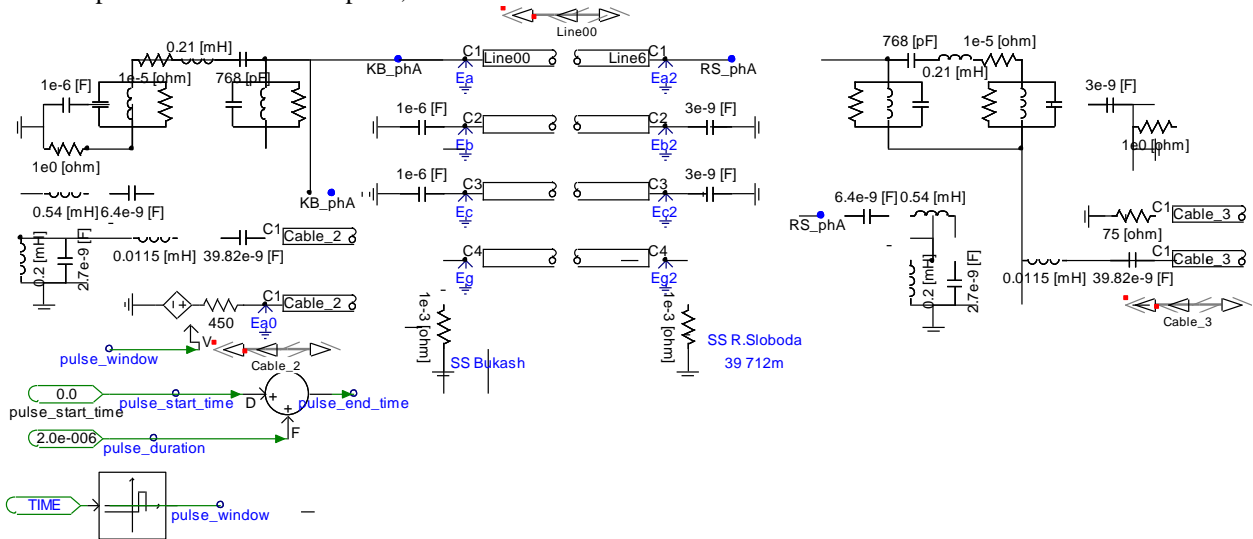 Line00
0.21 [mH]
1e-6 [F]
1e-5 [ohm]
768 [pF]
1e0 [ohm]
KB_phA
C1
Line00
Ea
Line6
C1
Ea2
RS_phA
768 [pF]
1e-5 [ohm]
0.21 [mH]
3e-9 [F]
1e0 [ohm]
1e-6 [F]
C2
Eb
C2
Eb2
3e-9 [F]
1e-6 [F]
C3
Ec
C3
Ec2
3e-9 [F]
KB_phA
0.54 [mH]
6.4e-9 [F]
0.2 [mH]
2.7e-9 [F]
0.0115 [mH]
39.82e-9 [F]
C1
Cable_2
C4
Eg
C4
Eg2
RS_phA
6.4e-9 [F]
0.54 [mH]
0.2 [mH]
2.7e-9 [F]
75 [ohm]
C1
Cable_3
0.0115 [mH]
39.82e-9 [F]
C1
Cable_3
Cable_3
450
C1
Cable_2
Ea0
1e-3 [ohm]
1e-3 [ohm]
SS Bukash
SS R.Sloboda
39 712m
pulse_window
V
Cable_2
0.0
pulse_start_time
pulse_start_time
D
+
+
pulse_end_time
2.0e-006
pulse_duration
F
TIME
pulse_window